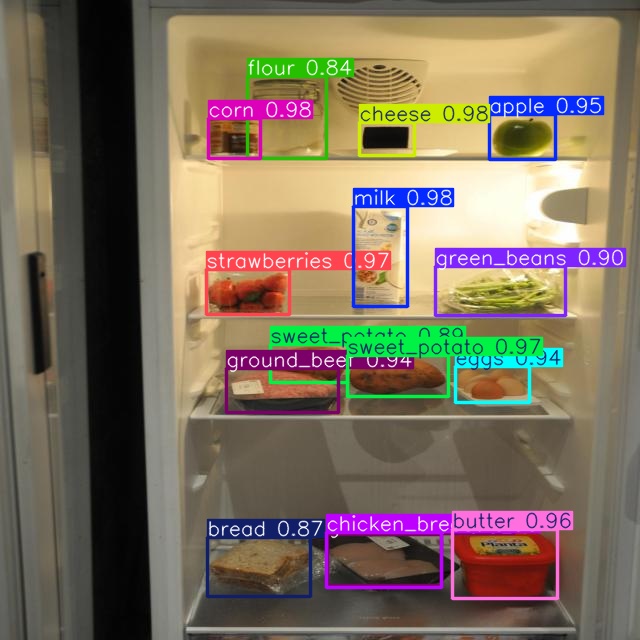 flour 0.84
corn 0.98
cheese 0.98
apple 0.95
milk 0.98
strawberries 0.97
green_beans 0.90
sweet_potato 0.89
sweet_potato 0.97
ground_beef 0.94
eggs 0.94
bread 0.87
chicken_bre
butter 0.96
Planta